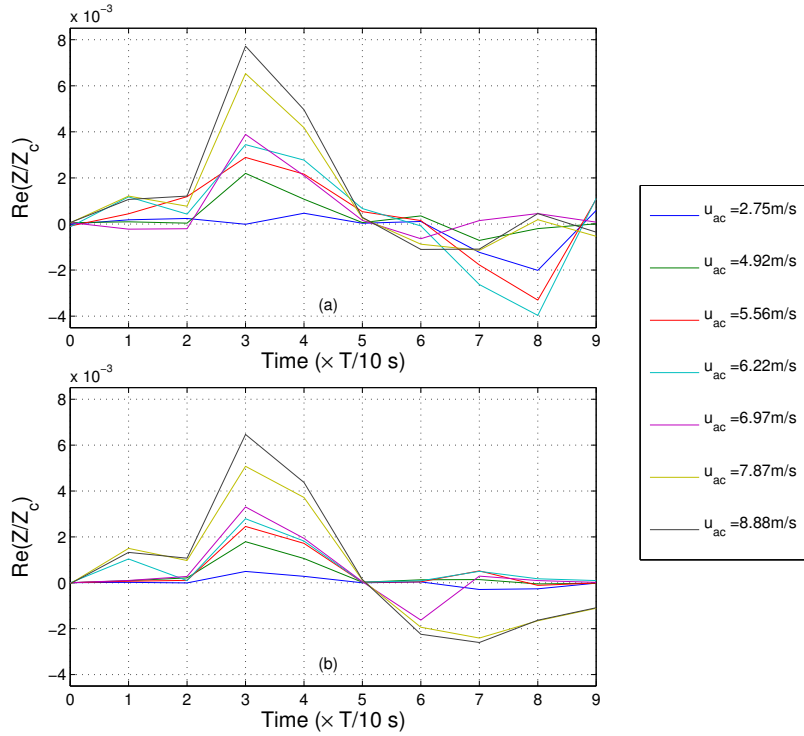 x 10⁻³
8
6
4
2
0
−2
−4
Re(Z/Z_c)
(a)
0 1 2 3 4 5 6 7 8 9
Time (× T/10 s)
x 10⁻³
8
6
4
2
0
−2
−4
Re(Z/Z_c)
(b)
0 1 2 3 4 5 6 7 8 9
Time (× T/10 s)
u_ac =2.75m/s
u_ac =4.92m/s
u_ac =5.56m/s
u_ac =6.22m/s
u_ac =6.97m/s
u_ac =7.87m/s
u_ac =8.88m/s